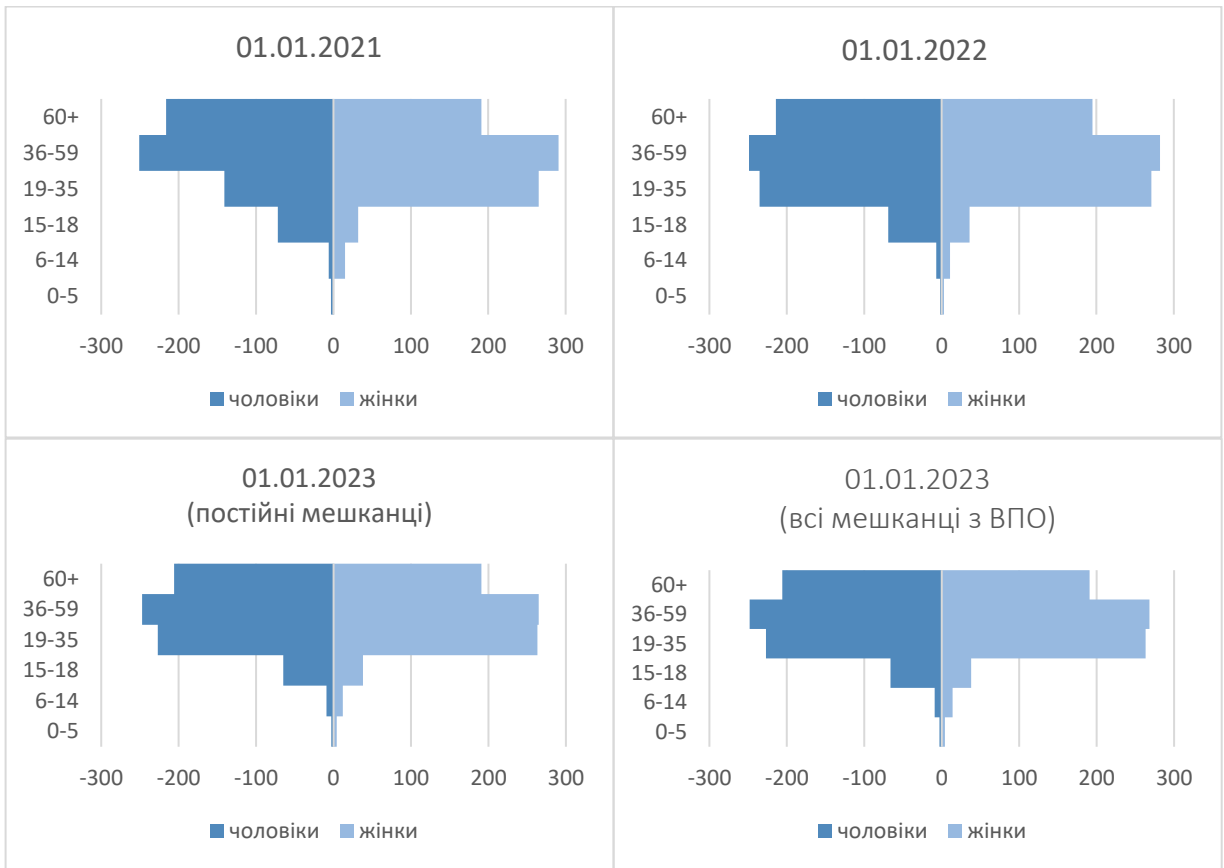 01.01.2021
60+
36-59
19-35
15-18
6-14
0-5
-300 -200 -100 0 100 200 300
чоловіки жінки
01.01.2022
60+
36-59
19-35
15-18
6-14
0-5
-300 -200 -100 0 100 200 300
чоловіки жінки
01.01.2023
(постійні мешканці)
60+
36-59
19-35
15-18
6-14
0-5
-300 -200 -100 0 100 200 300
чоловіки жінки
01.01.2023
(всі мешканці з ВПО)
60+
36-59
19-35
15-18
6-14
0-5
-300 -200 -100 0 100 200 300
чоловіки жінки